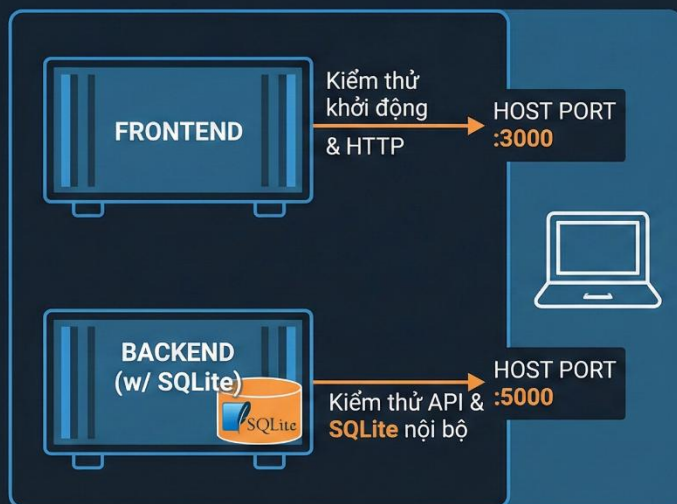 FRONTEND
Kiểm thử
khởi động
& HTTP
HOST PORT
:3000
BACKEND
(w/ SQLite)
SQLite
Kiểm thử API &
SQLite nội bộ
HOST PORT
:5000